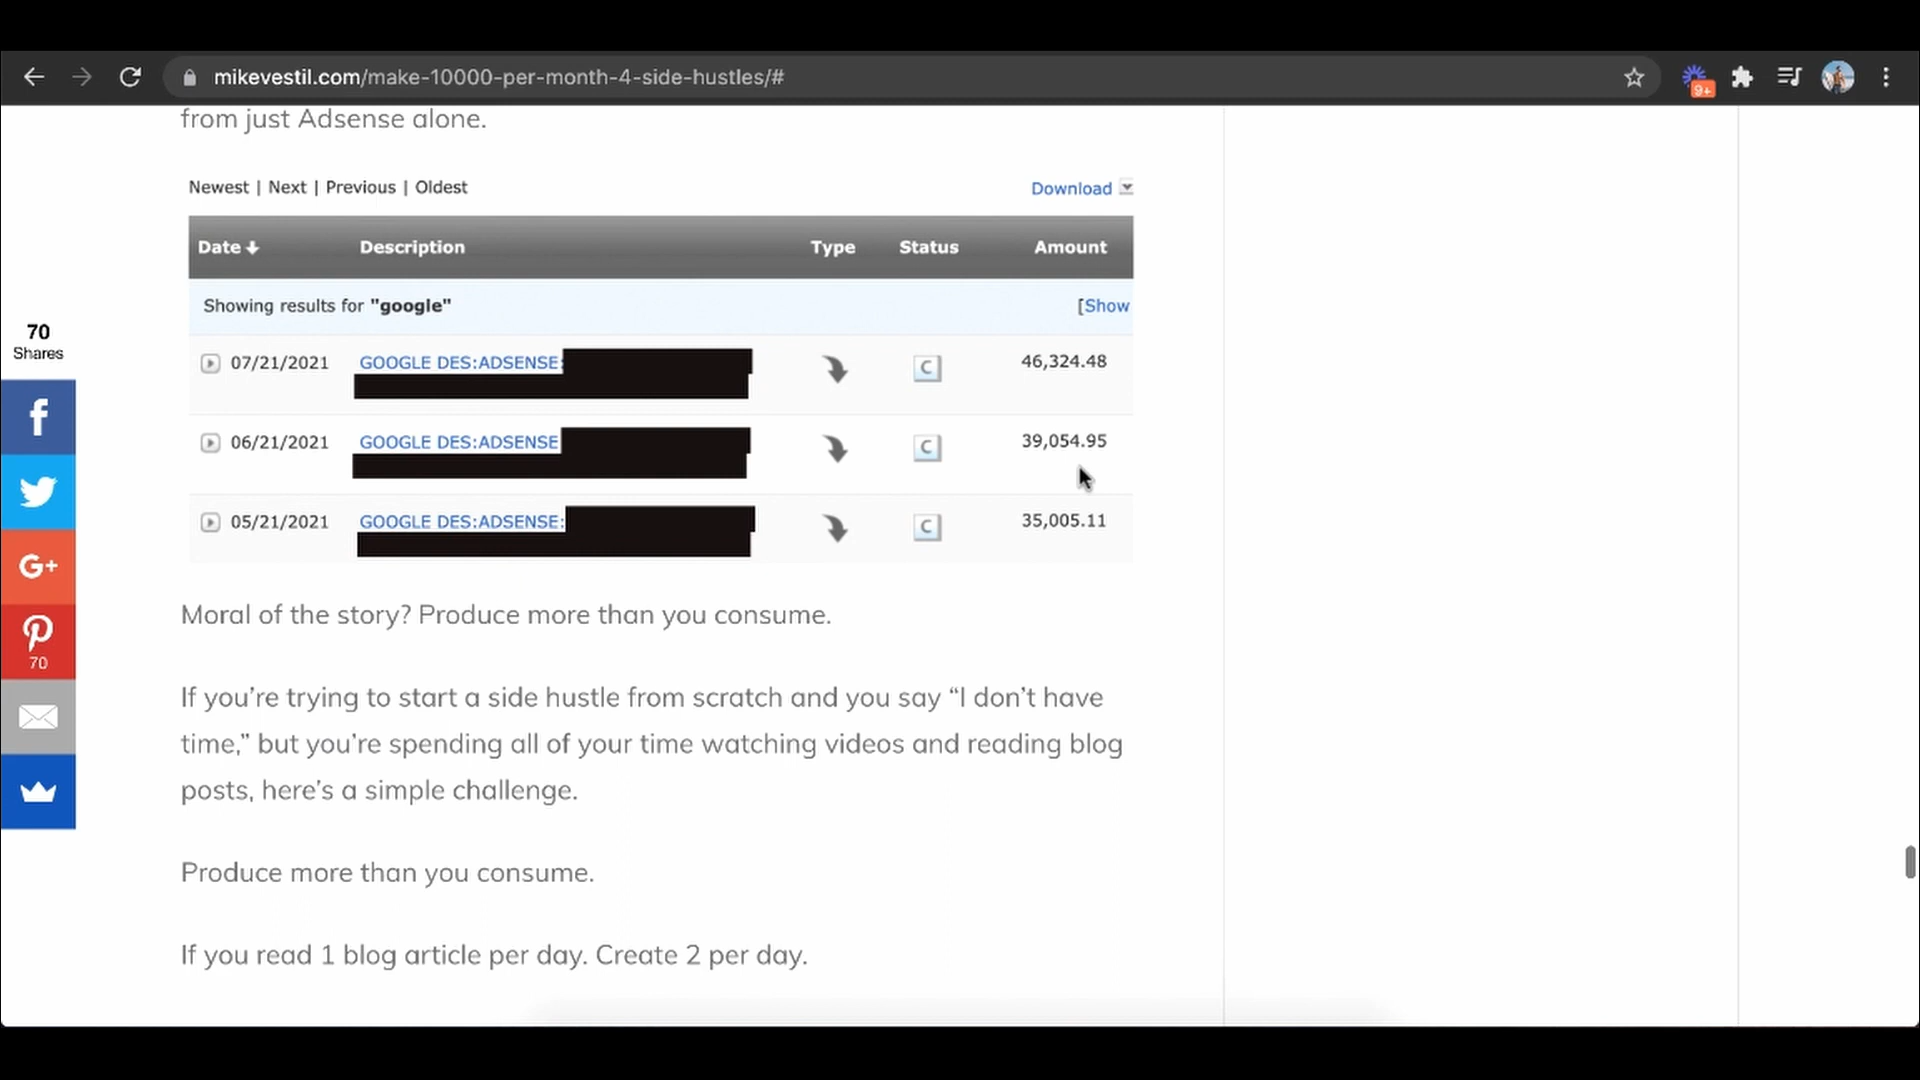 mikevestil.com/make-10000-per-month-4-side-hustles/#
9+
from just Adsense alone.
Newest | Next | Previous | Oldest
Download
Date Description Type Status Amount
Showing results for "google"
[Show
07/21/2021 GOOGLE DES:ADSENSE: C 46,324.48
06/21/2021 GOOGLE DES:ADSENSE C 39,054.95
05/21/2021 GOOGLE DES:ADSENSE: C 35,005.11
70
Shares
f
G+
70
Moral of the story? Produce more than you consume.
If you’re trying to start a side hustle from scratch and you say “I don’t have
time,” but you’re spending all of your time watching videos and reading blog
posts, here’s a simple challenge.
Produce more than you consume.
If you read 1 blog article per day. Create 2 per day.